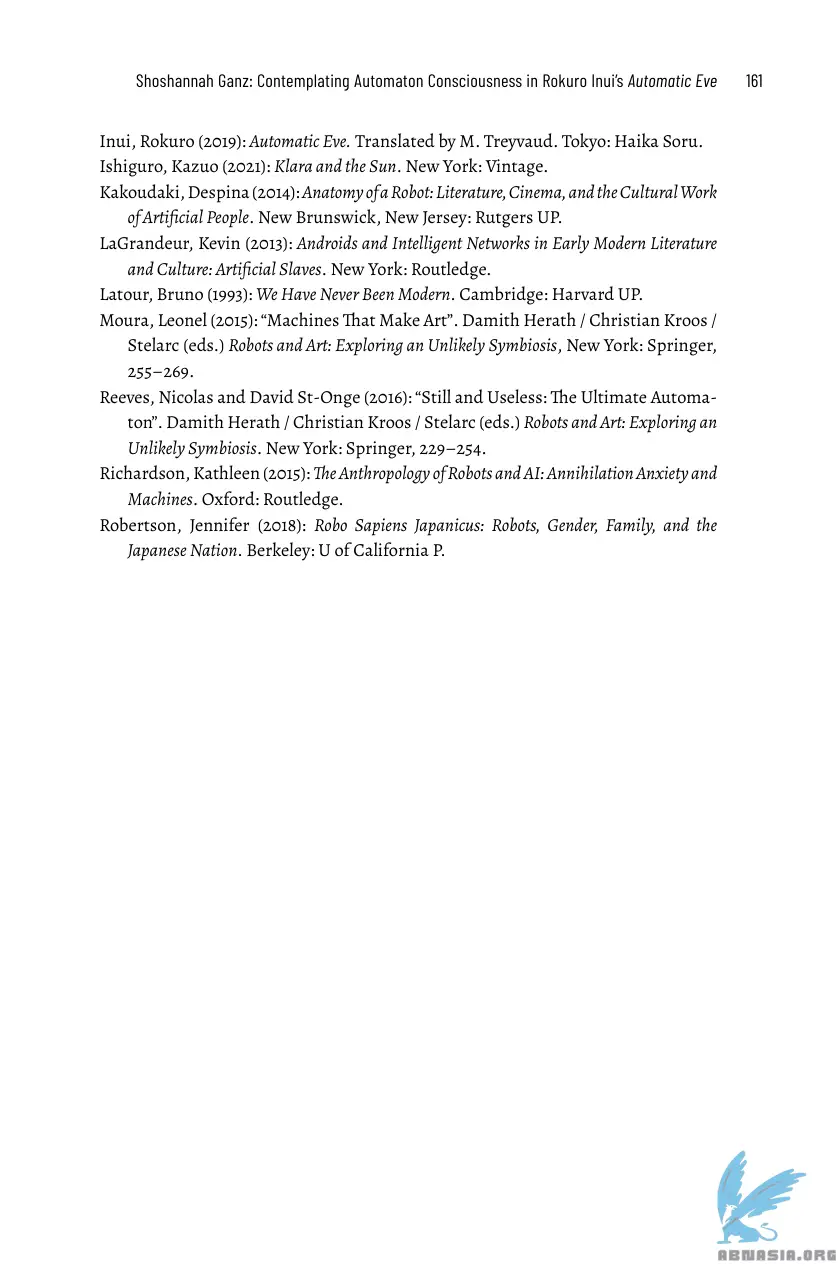 Shoshannah Ganz: Contemplating Automaton Consciousness in Rokuro Inui’s Automatic Eve 161
Inui, Rokuro (2019): Automatic Eve. Translated by M. Treyvaud. Tokyo: Haika Soru.
Ishiguro, Kazuo (2021): Klara and the Sun. New York: Vintage.
Kakoudaki, Despina (2014): Anatomy of a Robot: Literature, Cinema, and the Cultural Work
of Artificial People. New Brunswick, New Jersey: Rutgers UP.
LaGrandeur, Kevin (2013): Androids and Intelligent Networks in Early Modern Literature
and Culture: Artificial Slaves. New York: Routledge.
Latour, Bruno (1993): We Have Never Been Modern. Cambridge: Harvard UP.
Moura, Leonel (2015): “Machines That Make Art”. Damith Herath / Christian Kroos /
Stelarc (eds.) Robots and Art: Exploring an Unlikely Symbiosis, New York: Springer,
255–269.
Reeves, Nicolas and David St-Onge (2016): “Still and Useless: The Ultimate Automa-
ton”. Damith Herath / Christian Kroos / Stelarc (eds.) Robots and Art: Exploring an
Unlikely Symbiosis. New York: Springer, 229–254.
Richardson, Kathleen (2015): The Anthropology of Robots and AI: Annihilation Anxiety and
Machines. Oxford: Routledge.
Robertson, Jennifer (2018): Robo Sapiens Japanicus: Robots, Gender, Family, and the
Japanese Nation. Berkeley: U of California P.
ABNASIA.ORG